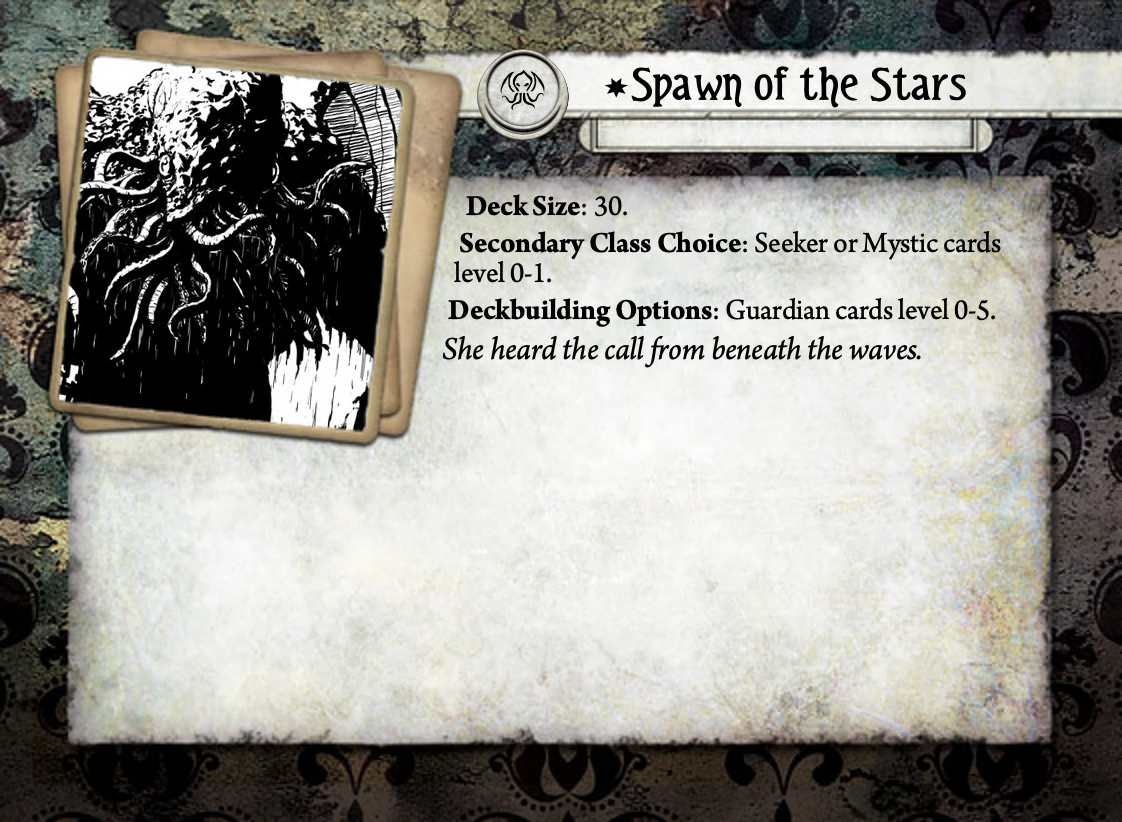 ✶Spawn of the Stars
Deck Size: 30.
Secondary Class Choice: Seeker or Mystic cards
level 0-1.
Deckbuilding Options: Guardian cards level 0-5.
She heard the call from beneath the waves.